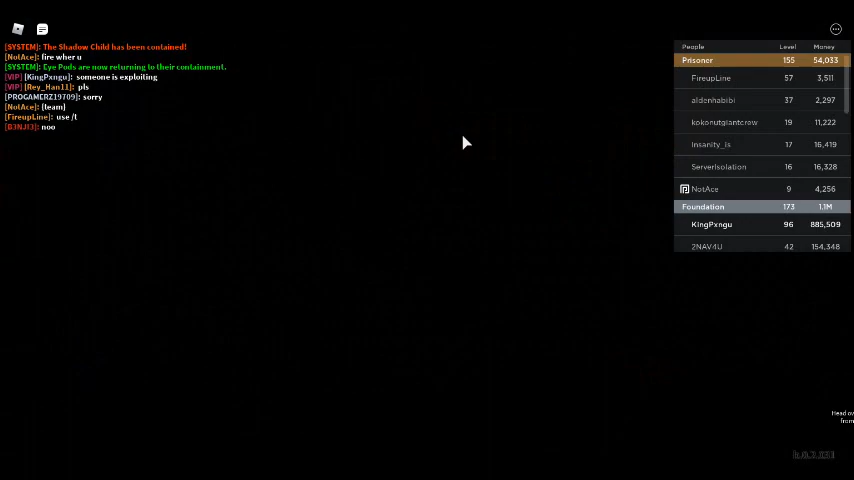 [SYSTEM]: The Shadow Child has been contained!
[NotAce]: fire wher u
[SYSTEM]: Eye Pods are now returning to their containment.
[VIP] [KingPxngu]: someone is exploiting
[VIP] [Rey_Han11]: pls
[PROGAMERZ19709]: sorry
[NotAce]: [team]
[FireupLine]: use /t
[B3NJI3]: noo
People Level Money
Prisoner 155 54,033
FireupLine 57 3,511
aldenhabibi 37 2,297
kokonutgiantcrew 19 11,222
Insanity_is 17 16,419
ServerIsolation 16 16,328
NotAce 9 4,256
Foundation 173 1.1M
KingPxngu 96 885,509
2NAV4U 42 154,348
Head ov
from